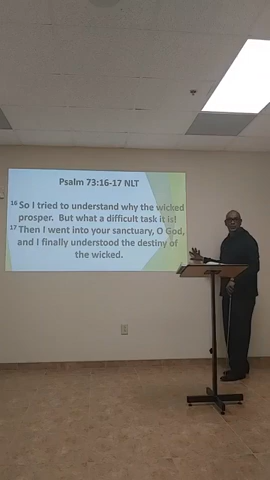 Psalm 73:16-17 NLT
16 So I tried to understand why the wicked
prosper. But what a difficult task it is!
17 Then I went into your sanctuary, O God,
and I finally understood the destiny of
the wicked.